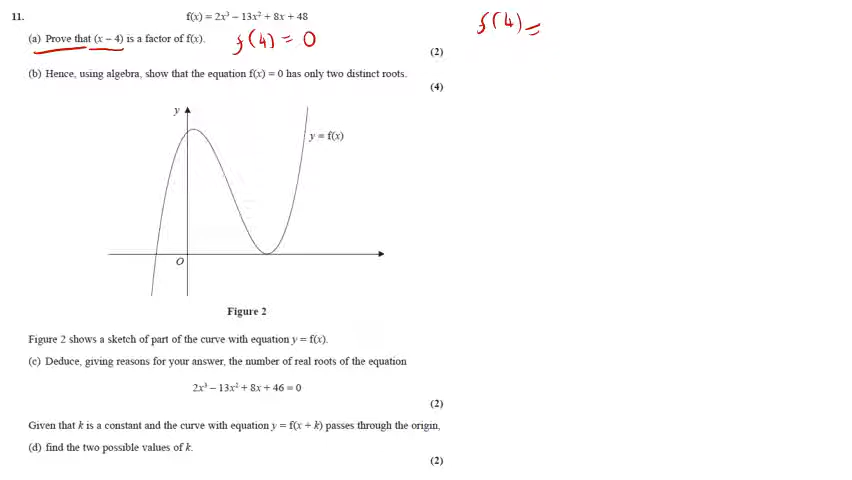 11. f(x) = 2x³ – 13x² + 8x + 48
(a) Prove that (x – 4) is a factor of f(x). f(4) = 0
(2)
(b) Hence, using algebra, show that the equation f(x) = 0 has only two distinct roots.
(4)
y
y = f(x)
O
Figure 2
Figure 2 shows a sketch of part of the curve with equation y = f(x).
(c) Deduce, giving reasons for your answer, the number of real roots of the equation
2x³ – 13x² + 8x + 46 = 0
(2)
Given that k is a constant and the curve with equation y = f(x + k) passes through the origin,
(d) find the two possible values of k.
(2)
f(4) =